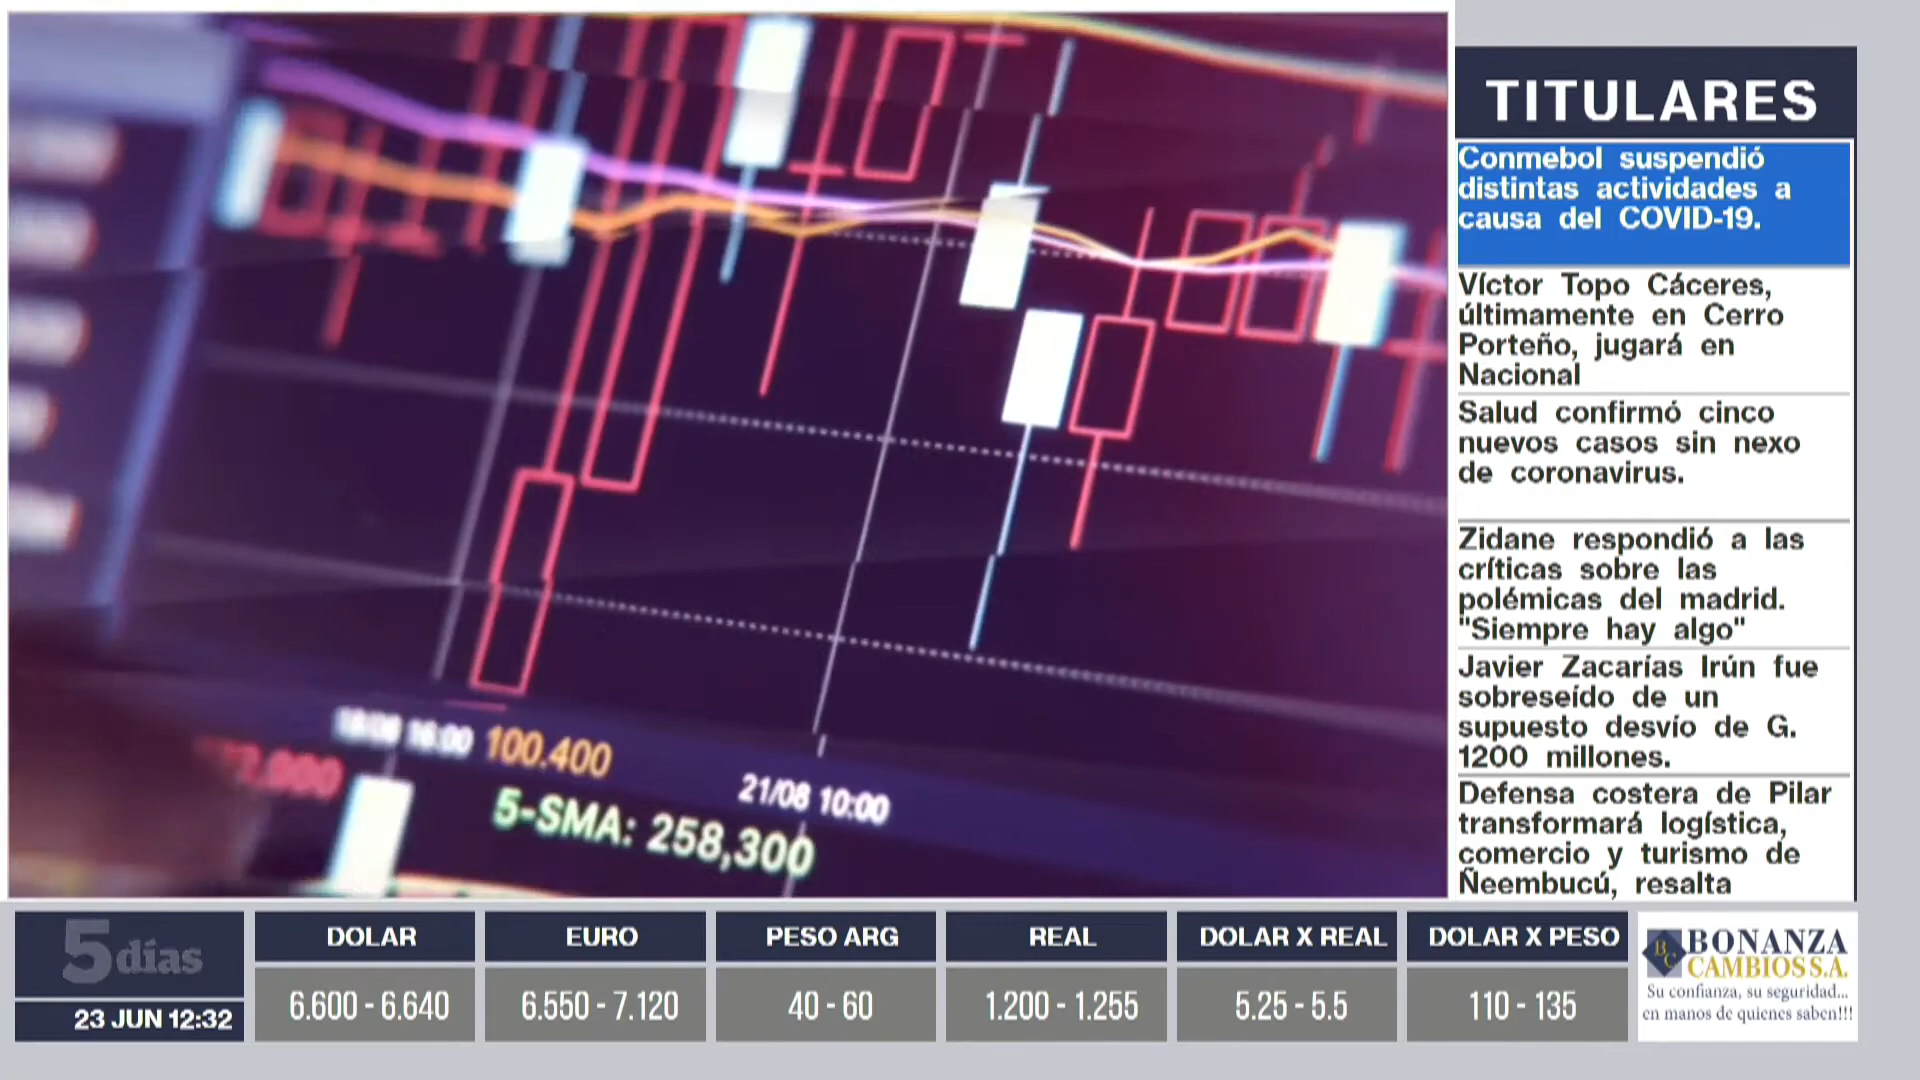 TITULARES
Conmebol suspendió
distintas actividades a
causa del COVID-19.
Víctor Topo Cáceres,
últimamente en Cerro
Porteño, jugará en
Nacional
Salud confirmó cinco
nuevos casos sin nexo
de coronavirus.
Zidane respondió a las
críticas sobre las
polémicas del madrid.
"Siempre hay algo"
Javier Zacarías Irún fue
sobreseído de un
supuesto desvío de G.
1200 millones.
Defensa costera de Pilar
transformará logística,
comercio y turismo de
Ñeembucú, resalta
100.400
21/08 10:00
5-SMA: 258,300
5días
23 JUN 12:32
DOLAR
6.600 - 6.640
EURO
6.550 - 7.120
PESO ARG
40 - 60
REAL
1.200 - 1.255
DOLAR X REAL
5.25 - 5.5
DOLAR X PESO
110 - 135
BC
BONANZA
CAMBIOS S.A.
Su confianza, su seguridad...
en manos de quienes saben!!!